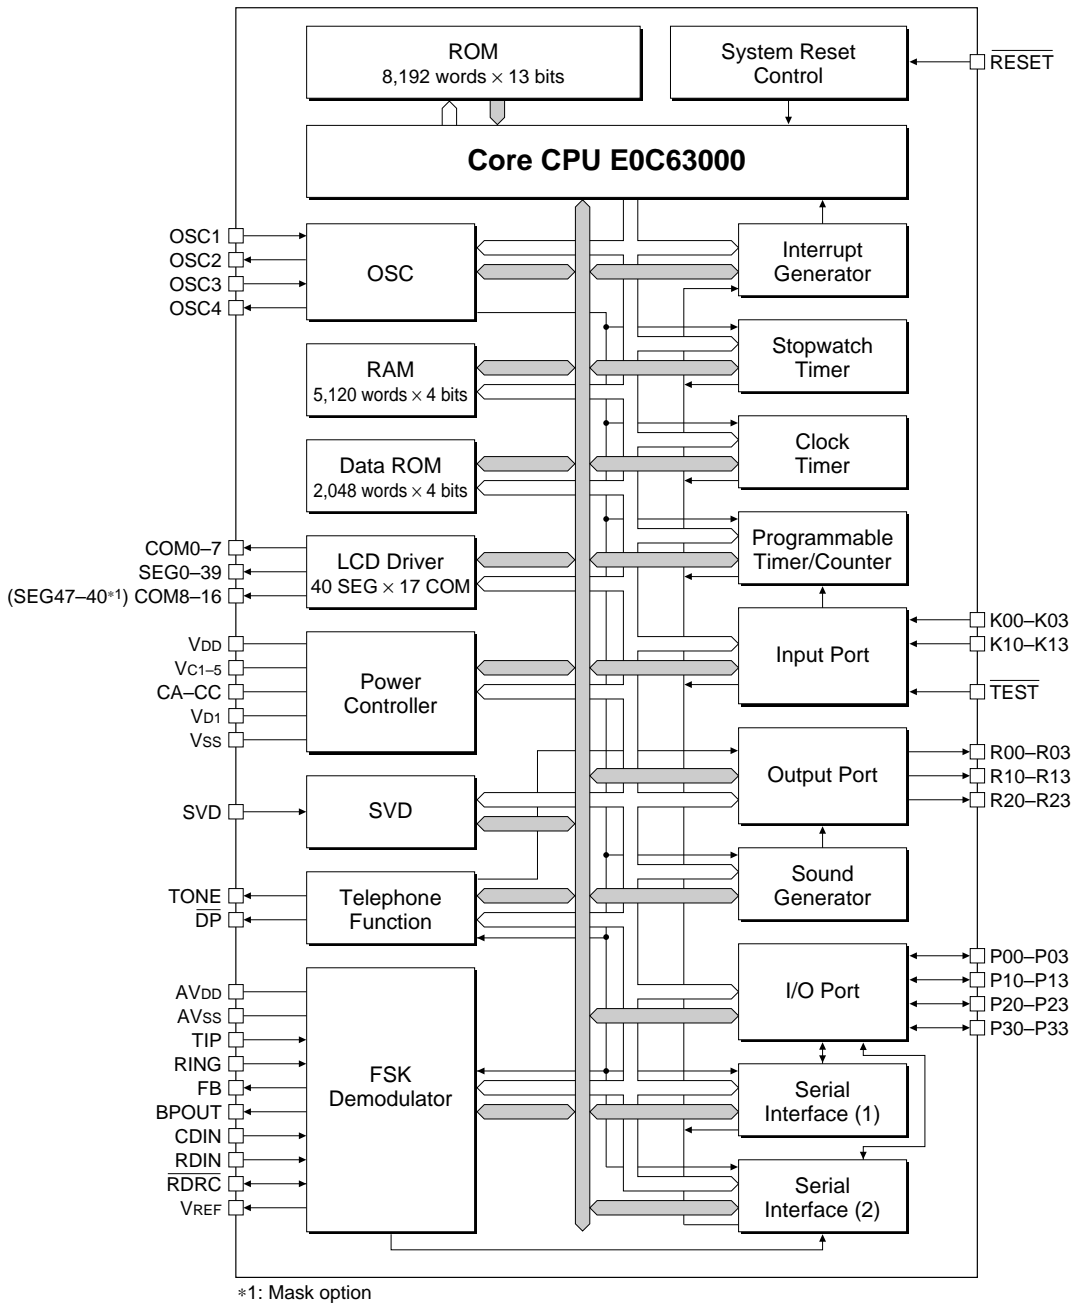 ROM
8,192 words × 13 bits
System Reset
Control
RESET
Core CPU E0C63000
OSC1
OSC2
OSC3
OSC4
OSC
Interrupt
Generator
RAM
5,120 words × 4 bits
Stopwatch
Timer
Data ROM
2,048 words × 4 bits
Clock
Timer
COM0–7
SEG0–39
(SEG47–40*1) COM8–16
LCD Driver
40 SEG × 17 COM
Programmable
Timer/Counter
VDD
VC1–5
CA–CC
VD1
VSS
Power
Controller
Input Port
K00–K03
K10–K13
TEST
Output Port
R00–R03
R10–R13
R20–R23
SVD
SVD
TONE
DP
Telephone
Function
Sound
Generator
I/O Port
P00–P03
P10–P13
P20–P23
P30–P33
AVDD
AVSS
TIP
RING
FB
BPOUT
CDIN
RDIN
RDRC
VREF
FSK
Demodulator
Serial
Interface (1)
Serial
Interface (2)
*1: Mask option